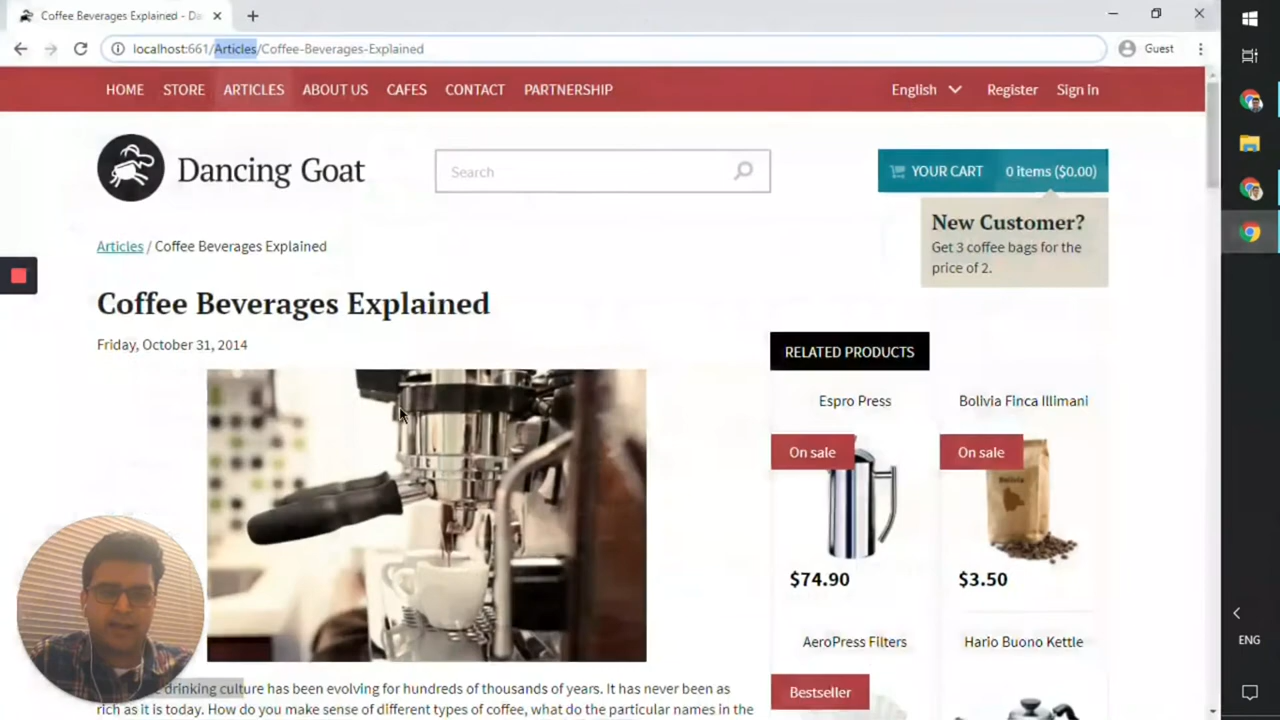 Coffee Beverages Explained - Da
localhost:661/Articles/Coffee-Beverages-Explained
Guest
HOME STORE ARTICLES ABOUT US CAFES CONTACT PARTNERSHIP
English Register Sign in
Dancing Goat
Search
YOUR CART 0 items ($0.00)
New Customer?
Get 3 coffee bags for the
price of 2.
Articles / Coffee Beverages Explained
Coffee Beverages Explained
Friday, October 31, 2014
RELATED PRODUCTS
Espro Press
Bolivia Finca Illimani
On sale
On sale
Bolivia
$74.90
$3.50
AeroPress Filters
Hario Buono Kettle
Bestseller
drinking culture has been evolving for hundreds of thousands of years. It has never been as
rich as it is today. How do you make sense of different types of coffee, what do the particular names in the
ENG